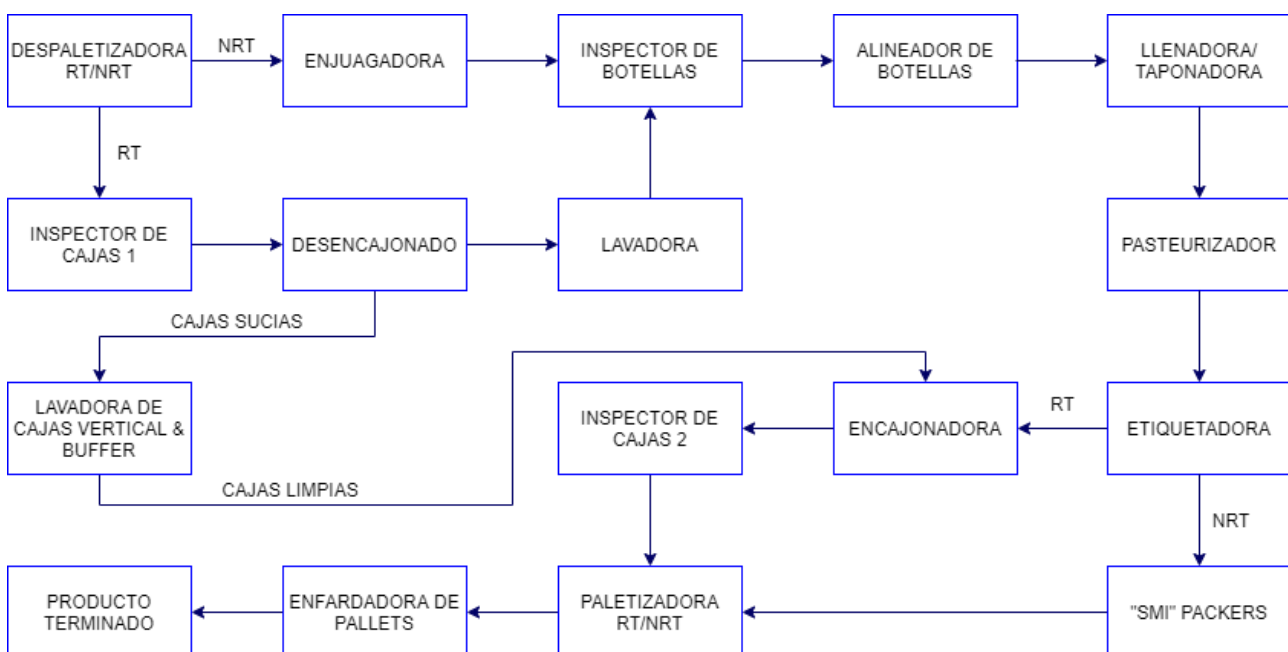 DESPALETIZADORA
RT/NRT
NRT
ENJUAGADORA
INSPECTOR DE
BOTELLAS
ALINEADOR DE
BOTELLAS
LLENADORA/
TAPONADORA
RT
INSPECTOR DE
CAJAS 1
DESENCAJONADO
LAVADORA
PASTEURIZADOR
CAJAS SUCIAS
LAVADORA DE
CAJAS VERTICAL &
BUFFER
INSPECTOR DE
CAJAS 2
ENCAJONADORA
RT
ETIQUETADORA
CAJAS LIMPIAS
NRT
PRODUCTO
TERMINADO
ENFARDADORA DE
PALLETS
PALETIZADORA
RT/NRT
"SMI" PACKERS